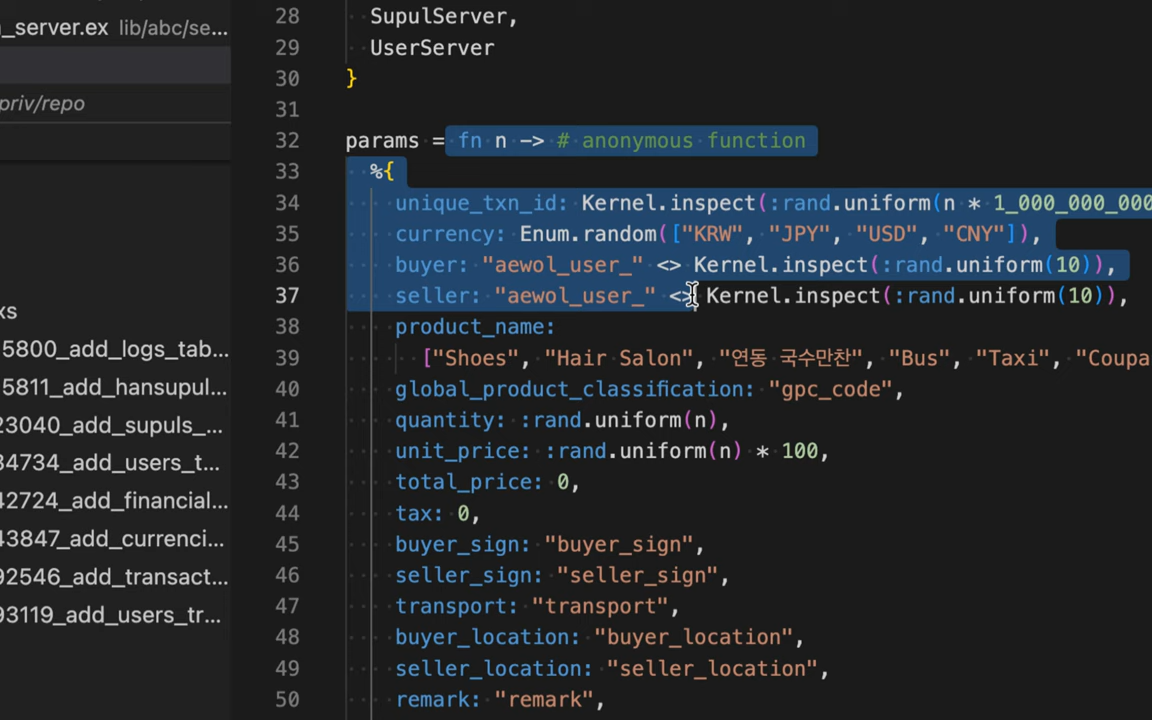 _server.ex lib/abc/se...
priv/repo
xs
5800_add_logs_tab...
5811_add_hansupul...
23040_add_supuls_...
34734_add_users_t...
42724_add_financial...
43847_add_currenci...
92546_add_transact...
93119_add_users_tr...
28 SupulServer,
29 UserServer
30 }
31
32 params = fn n -> # anonymous function
33 %{
34 unique_txn_id: Kernel.inspect(:rand.uniform(n * 1_000_000_000
35 currency: Enum.random(["KRW", "JPY", "USD", "CNY"]),
36 buyer: "aewol_user_" <> Kernel.inspect(:rand.uniform(10)),
37 seller: "aewol_user_" <> Kernel.inspect(:rand.uniform(10)),
38 product_name:
39 ["Shoes", "Hair Salon", "연동 국수만찬", "Bus", "Taxi", "Coupa
40 global_product_classification: "gpc_code",
41 quantity: :rand.uniform(n),
42 unit_price: :rand.uniform(n) * 100,
43 total_price: 0,
44 tax: 0,
45 buyer_sign: "buyer_sign",
46 seller_sign: "seller_sign",
47 transport: "transport",
48 buyer_location: "buyer_location",
49 seller_location: "seller_location",
50 remark: "remark",